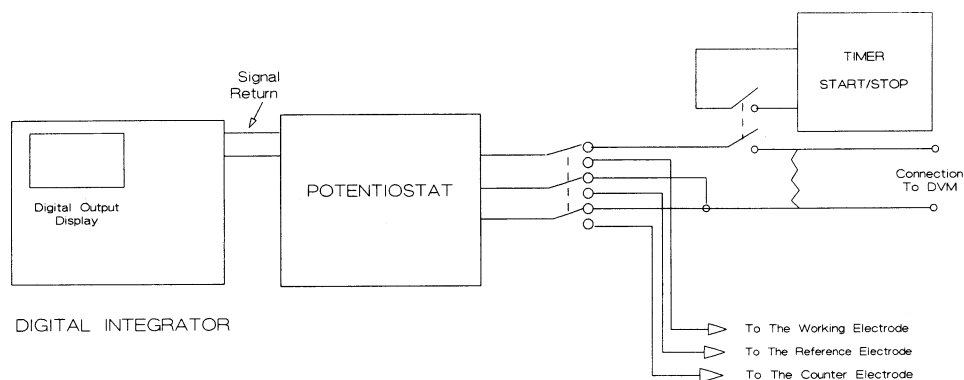 TIMER
START/STOP
Signal
Return
POTENTIOSTAT
Connection
To DVM
Digital Output
Display
DIGITAL INTEGRATOR
To The Working Electrode
To The Reference Electrode
To The Counter Electrode